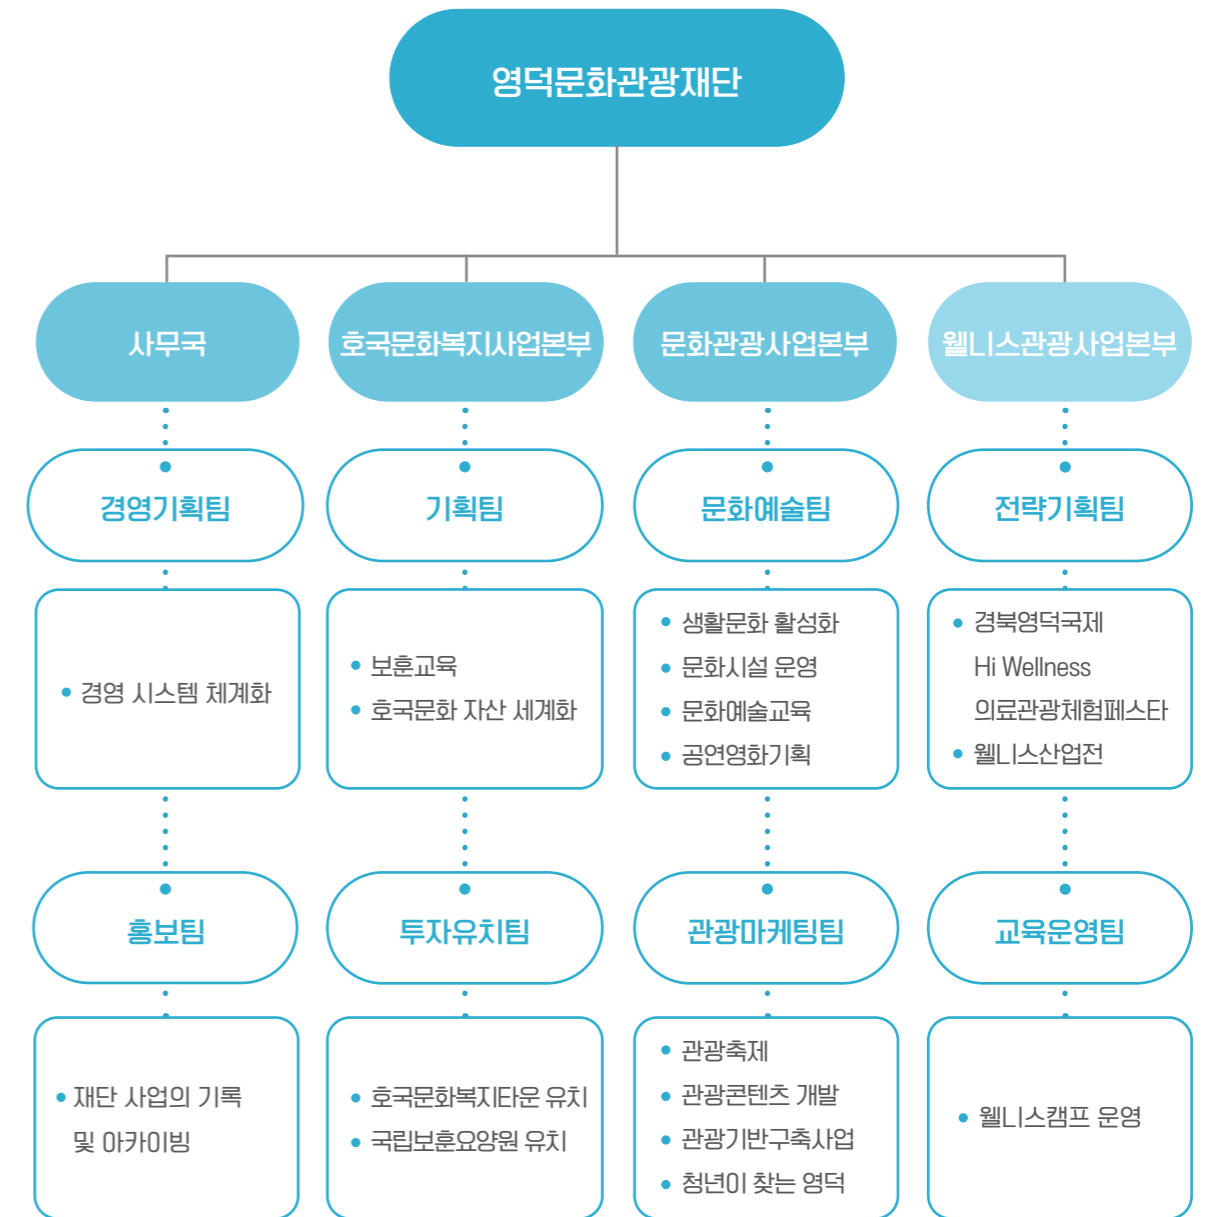 영덕문화관광재단
사무국
호국문화복지사업본부
문화관광사업본부
웰니스관광사업본부
경영기획팀
기획팀
문화예술팀
전략기획팀
• 경영 시스템 체계화
• 보훈교육
• 호국문화 자산 세계화
• 생활문화 활성화
• 문화시설 운영
• 문화예술교육
• 공연영화기획
• 경북영덕국제
Hi Wellness
의료관광체험페스타
• 웰니스산업전
홍보팀
투자유치팀
관광마케팅팀
교육운영팀
• 재단 사업의 기록
및 아카이빙
• 호국문화복지타운 유치
• 국립보훈요양원 유치
• 관광축제
• 관광콘텐츠 개발
• 관광기반구축사업
• 청년이 찾는 영덕
• 웰니스캠프 운영